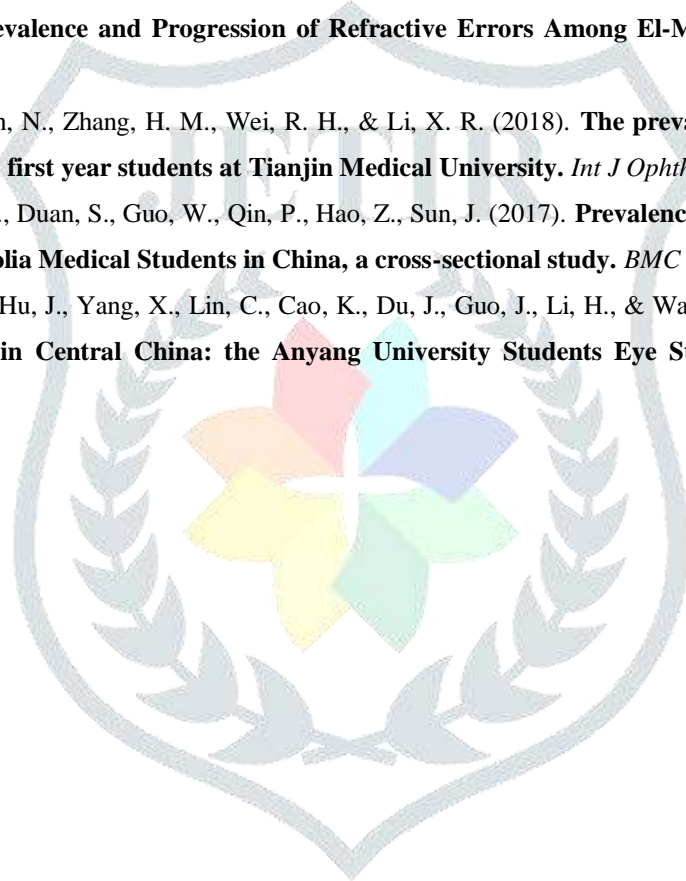 evalence and Progression of Refractive Errors Among El-M
n, N., Zhang, H. M., Wei, R. H., & Li, X. R. (2018). The preva
first year students at Tianjin Medical University. Int J Ophth
., Duan, S., Guo, W., Qin, P., Hao, Z., Sun, J. (2017). Prevalenc
olia Medical Students in China, a cross-sectional study. BMC
Hu, J., Yang, X., Lin, C., Cao, K., Du, J., Guo, J., Li, H., & Wa
in Central China: the Anyang University Students Eye Su
JETIR